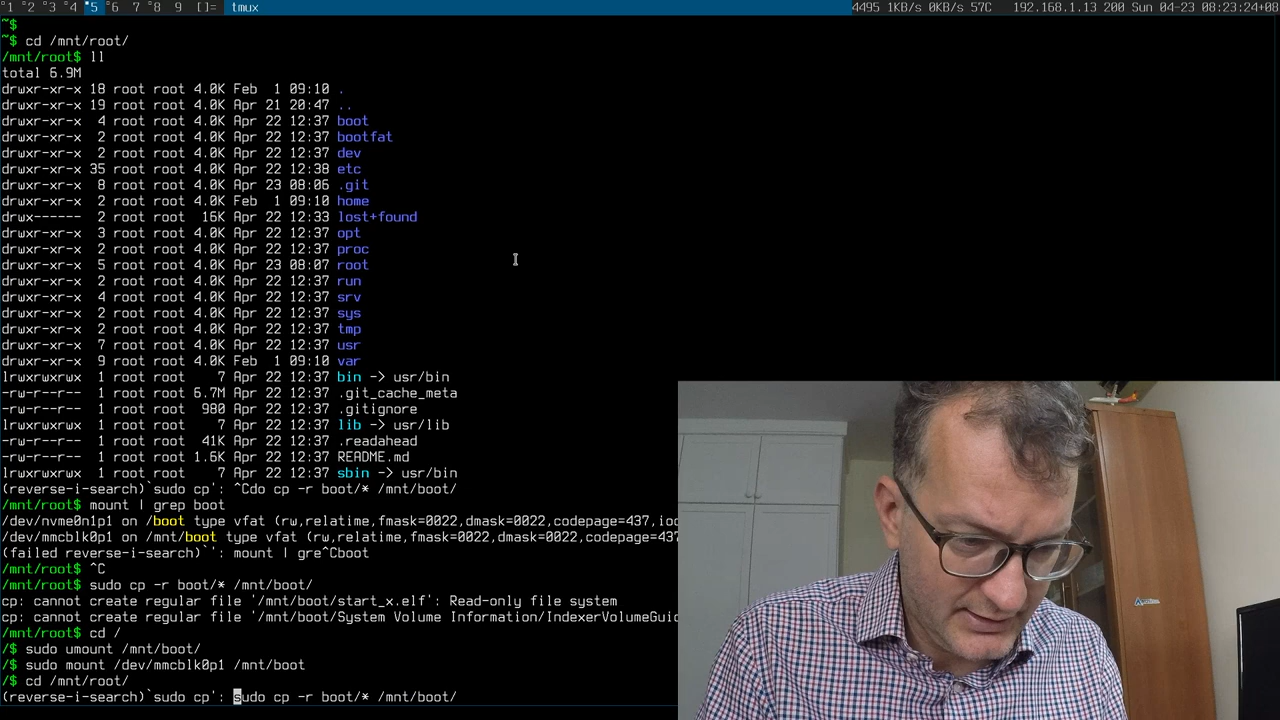 1 2 3 4 5 6 7 8 9 []= tmux 4495 1KB/s 0KB/s 57C 192.168.1.13 200 Sun 04-23 08:23:24+08
~$
~$ cd /mnt/root/
/mnt/root$ ll
total 6.9M
drwxr-xr-x 18 root root 4.0K Feb  1 09:10 .
drwxr-xr-x 19 root root 4.0K Apr 21 20:47 ..
drwxr-xr-x  4 root root 4.0K Apr 22 12:37 boot
drwxr-xr-x  2 root root 4.0K Apr 22 12:37 bootfat
drwxr-xr-x  2 root root 4.0K Apr 22 12:37 dev
drwxr-xr-x 35 root root 4.0K Apr 22 12:38 etc
drwxr-xr-x  8 root root 4.0K Apr 23 08:06 .git
drwxr-xr-x  2 root root 4.0K Feb  1 09:10 home
drwx------  2 root root  16K Apr 22 12:33 lost+found
drwxr-xr-x  3 root root 4.0K Apr 22 12:37 opt
drwxr-xr-x  2 root root 4.0K Apr 22 12:37 proc
drwxr-xr-x  5 root root 4.0K Apr 23 08:07 root
drwxr-xr-x  2 root root 4.0K Apr 22 12:37 run
drwxr-xr-x  4 root root 4.0K Apr 22 12:37 srv
drwxr-xr-x  2 root root 4.0K Apr 22 12:37 sys
drwxr-xr-x  2 root root 4.0K Apr 22 12:37 tmp
drwxr-xr-x  7 root root 4.0K Apr 22 12:37 usr
drwxr-xr-x  9 root root 4.0K Feb  1 09:10 var
lrwxrwxrwx  1 root root    7 Apr 22 12:37 bin -> usr/bin
-rw-r--r--  1 root root 6.7M Apr 22 12:37 .git_cache_meta
-rw-r--r--  1 root root  980 Apr 22 12:37 .gitignore
lrwxrwxrwx  1 root root    7 Apr 22 12:37 lib -> usr/lib
-rw-r--r--  1 root root  41K Apr 22 12:37 .readahead
-rw-r--r--  1 root root 1.6K Apr 22 12:37 README.md
lrwxrwxrwx  1 root root    7 Apr 22 12:37 sbin -> usr/bin
(reverse-i-search)`sudo cp': ^Cdo cp -r boot/* /mnt/boot/
/mnt/root$ mount | grep boot
/dev/nvme0n1p1 on /boot type vfat (rw,relatime,fmask=0022,dmask=0022,codepage=437,ioc
/dev/mmcblk0p1 on /mnt/boot type vfat (rw,relatime,fmask=0022,dmask=0022,codepage=437
(failed reverse-i-search)`': mount | gre^Cboot
/mnt/root$ ^C
/mnt/root$ sudo cp -r boot/* /mnt/boot/
cp: cannot create regular file '/mnt/boot/start_x.elf': Read-only file system
cp: cannot create regular file '/mnt/boot/System Volume Information/IndexerVolumeGuid
/mnt/root$ cd /
/$ sudo umount /mnt/boot/
/$ sudo mount /dev/mmcblk0p1 /mnt/boot
/$ cd /mnt/root/
(reverse-i-search)`sudo cp': sudo cp -r boot/* /mnt/boot/